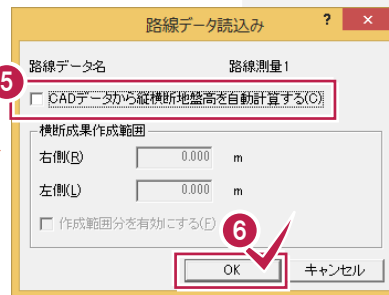 路線データ読込み ? ×
路線データ名 路線測量1
5
CADデータから縦横断地盤高を自動計算する(C)
横断成果作成範囲
右側(R) 0.000 m
左側(L) 0.000 m
作成範囲分を有効にする(F)
6
OK キャンセル